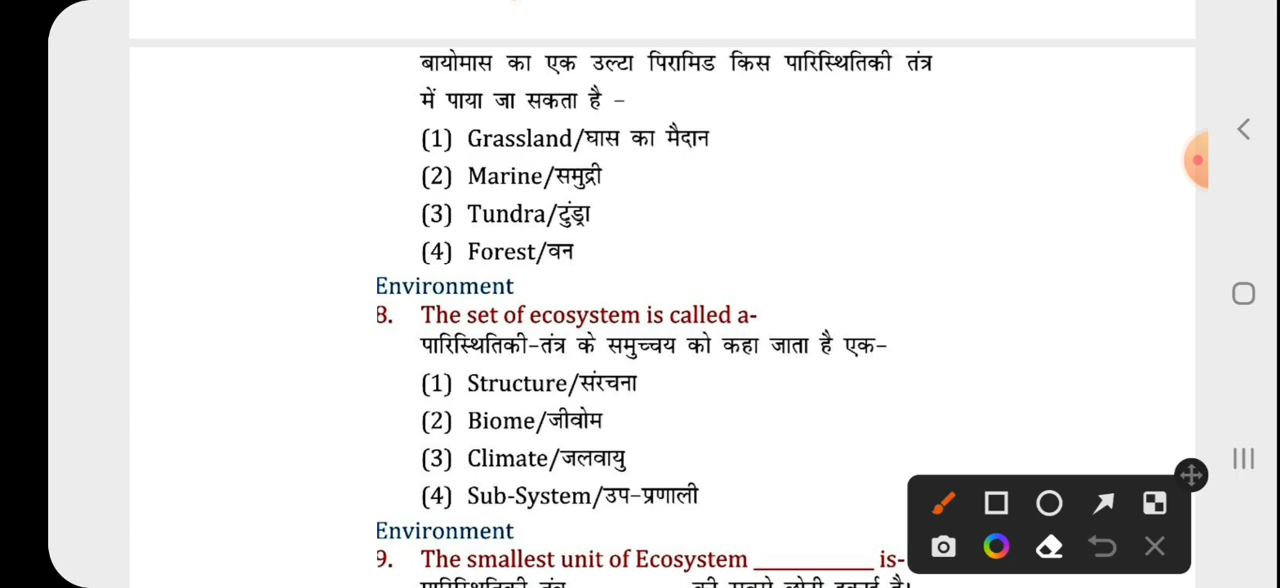 बायोमास का एक उल्टा पिरामिड किस पारिस्थितिकी तंत्र
में पाया जा सकता है –
(1) Grassland/घास का मैदान
(2) Marine/समुद्री
(3) Tundra/टुंड्रा
(4) Forest/वन
Environment
8. The set of ecosystem is called a-
पारिस्थितिकी-तंत्र के समुच्चय को कहा जाता है एक–
(1) Structure/संरचना
(2) Biome/जीवोम
(3) Climate/जलवायु
(4) Sub-System/उप-प्रणाली
Environment
9. The smallest unit of Ecosystem __________ is-